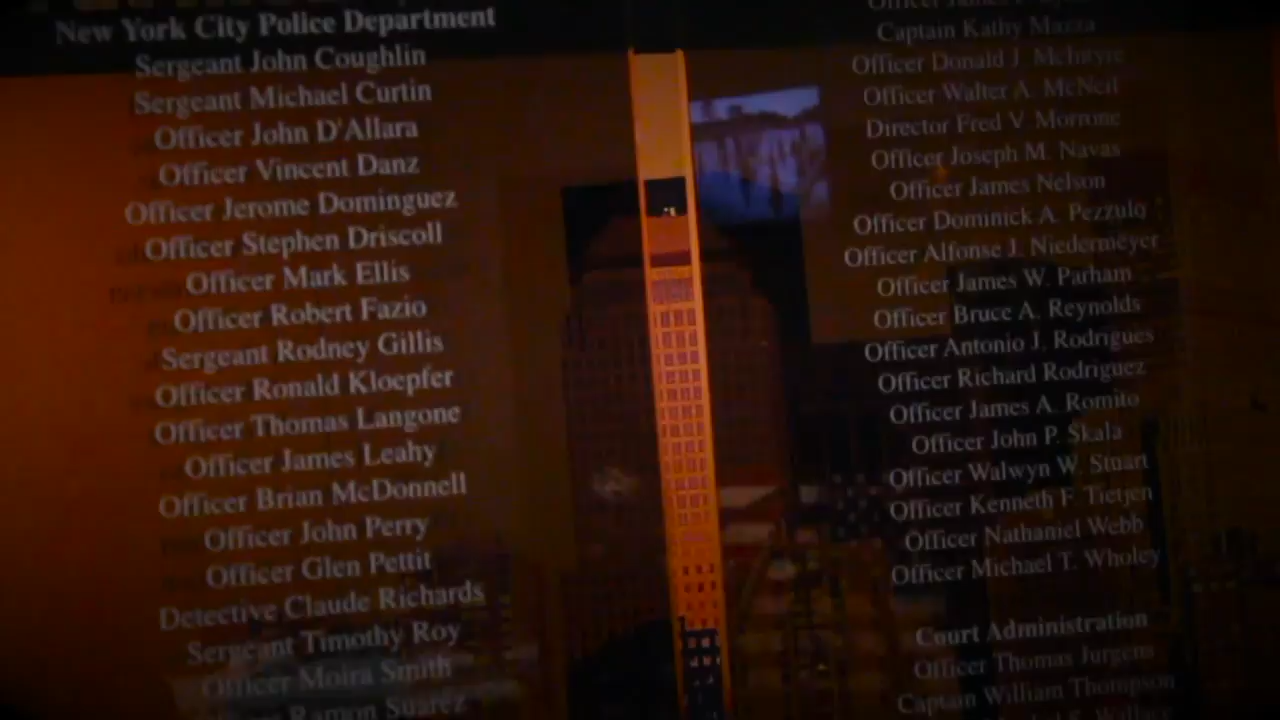 New York City Police Department
Sergeant John Coughlin
Sergeant Michael Curtin
Officer John D'Allara
Officer Vincent Danz
Officer Jerome Dominguez
Officer Stephen Driscoll
Officer Mark Ellis
Officer Robert Fazio
Sergeant Rodney Gillis
Officer Ronald Kloepfer
Officer Thomas Langone
Officer James Leahy
Officer Brian McDonnell
Officer John Perry
Officer Glen Pettit
Detective Claude Richards
Sergeant Timothy Roy
Officer Moira Smith
Ramon Suarez
Officer James
Captain Kathy Mazza
Officer Donald J. McIntyre
Officer Walter A. McNeil
Director Fred V. Morrone
Officer Joseph M. Navas
Officer James Nelson
Officer Dominick A. Pezzulo
Officer Alfonse J. Niedermeyer
Officer James W. Parham
Officer Bruce A. Reynolds
Officer Antonio J. Rodrigues
Officer Richard Rodriguez
Officer James A. Romito
Officer John P. Skala
Officer Walwyn W. Stuart
Officer Kenneth F. Tietjen
Officer Nathaniel Webb
Officer Michael T. Wholey
Court Administration
Officer Thomas Jurgens
Captain William Thompson
Wallace